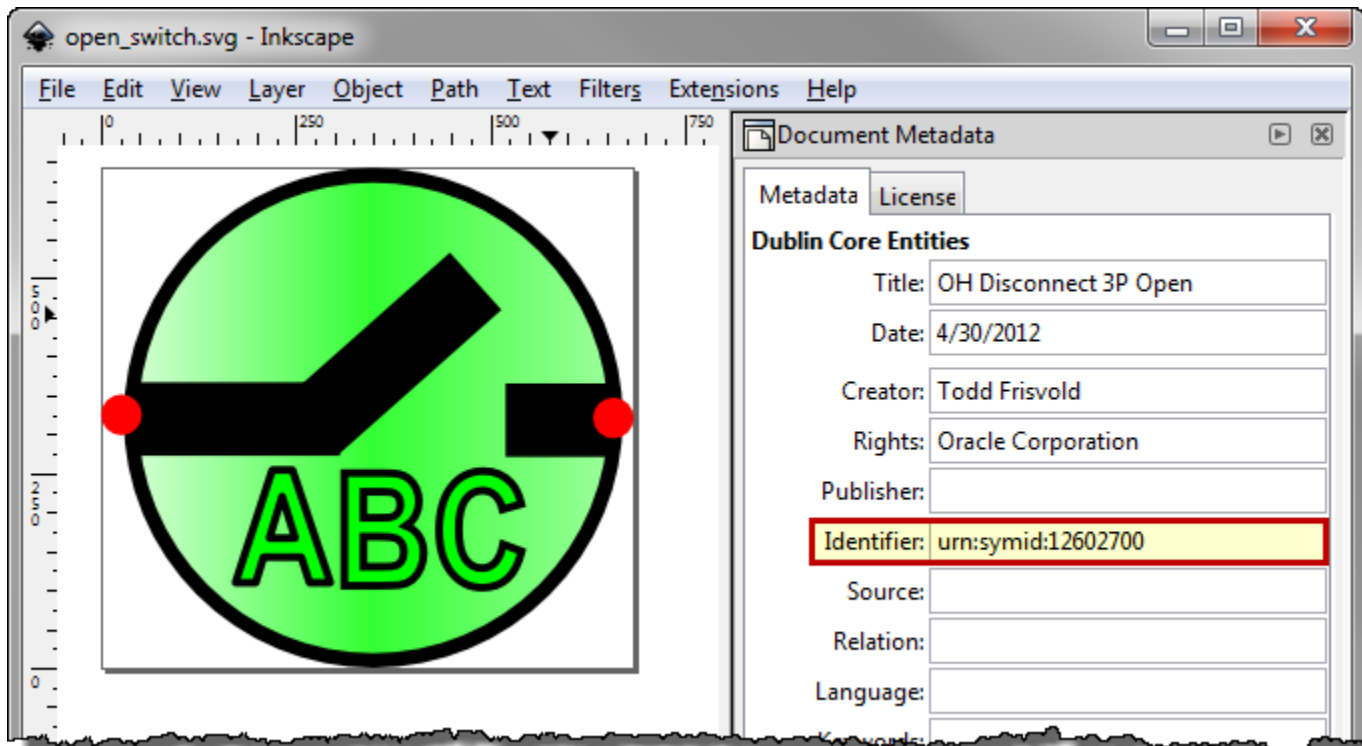 open_switch.svg - Inkscape
File Edit View Layer Object Path Text Filters Extensions Help
0 250 500 750
Document Metadata
Metadata License
Dublin Core Entities
Title: OH Disconnect 3P Open
Date: 4/30/2012
Creator: Todd Frisvold
Rights: Oracle Corporation
Publisher:
Identifier: urn:symid:12602700
Source:
Relation:
Language:
500
250
0
ABC